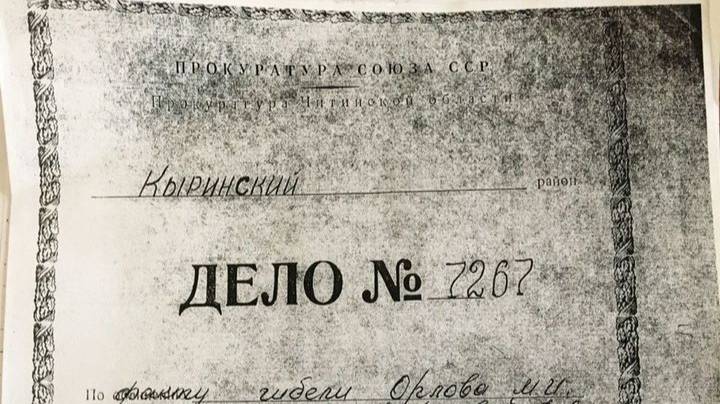 ПРОКУРАТУРА СОЮЗА ССР
Прокуратура Читинской области
Кыринский район
ДЕЛО № 7267
По факту гибели Орлова М.И.